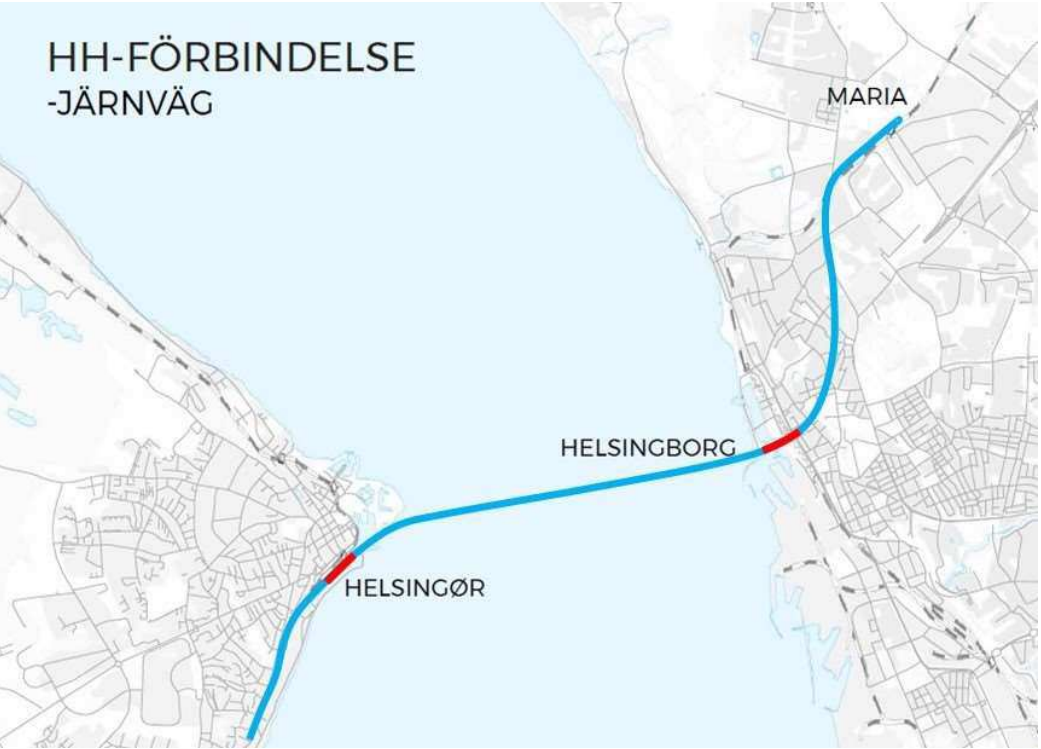 HH-FÖRBINDELSE
-JÄRNVÄG
MARIA
HELSINGBORG
HELSINGØR